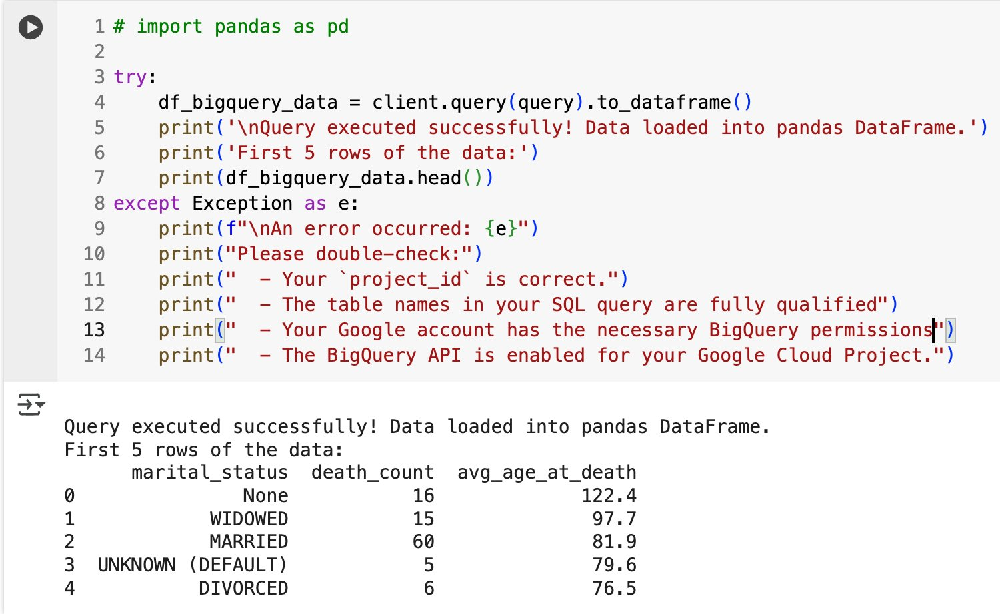 1 # import pandas as pd
2
3 try:
4     df_bigquery_data = client.query(query).to_dataframe()
5     print('\nQuery executed successfully! Data loaded into pandas DataFrame.')
6     print('First 5 rows of the data:')
7     print(df_bigquery_data.head())
8 except Exception as e:
9     print(f"\nAn error occurred: {e}")
10     print("Please double-check:")
11     print("  - Your `project_id` is correct.")
12     print("  - The table names in your SQL query are fully qualified")
13     print("  - Your Google account has the necessary BigQuery permissions")
14     print("  - The BigQuery API is enabled for your Google Cloud Project.")
Query executed successfully! Data loaded into pandas DataFrame.
First 5 rows of the data:
      marital_status  death_count  avg_age_at_death
0               None           16             122.4
1            WIDOWED           15              97.7
2            MARRIED           60              81.9
3  UNKNOWN (DEFAULT)            5              79.6
4           DIVORCED            6              76.5